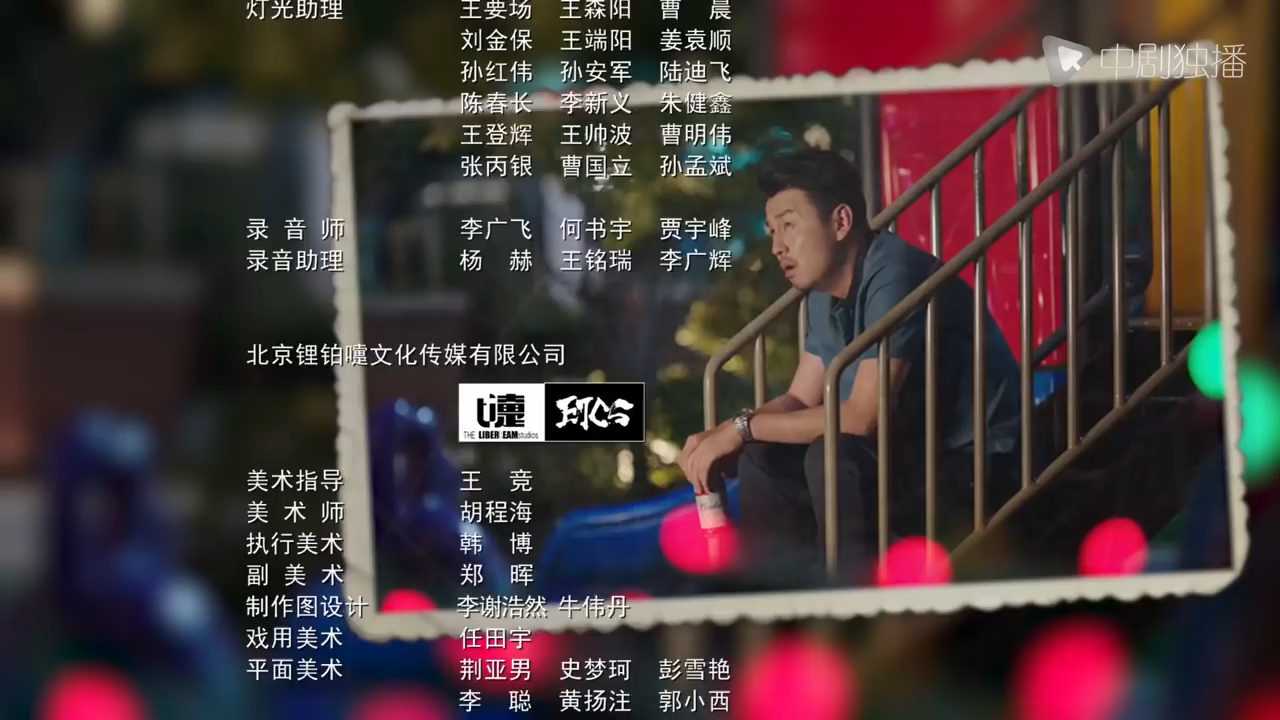 中剧独播
灯光助理 王要场 王森阳 曹 晨
刘金保 王端阳 姜袁顺
孙红伟 孙安军 陆迪飞
陈春长 李新义 朱健鑫
王登辉 王帅波 曹明伟
张丙银 曹国立 孙孟斌
录 音 师 李广飞 何书宇 贾宇峰
录音助理 杨 赫 王铭瑞 李广辉
北京锂铂嚏文化传媒有限公司
THE LIBER EAM studios
美术指导 王 竞
美 术 师 胡程海
执行美术 韩 博
副 美 术 郑 晖
制作图设计 李谢浩然 牛伟丹
戏用美术 任田宇
平面美术 荆亚男 史梦珂 彭雪艳
李 聪 黄扬注 郭小西